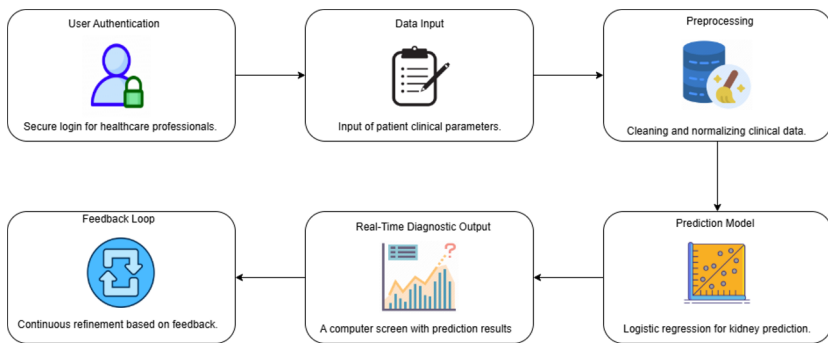 User Authentication
Secure login for healthcare professionals.
Data Input
Input of patient clinical parameters.
Preprocessing
Cleaning and normalizing clinical data.
Prediction Model
Logistic regression for kidney prediction.
Real-Time Diagnostic Output
?
A computer screen with prediction results
Feedback Loop
Continuous refinement based on feedback.